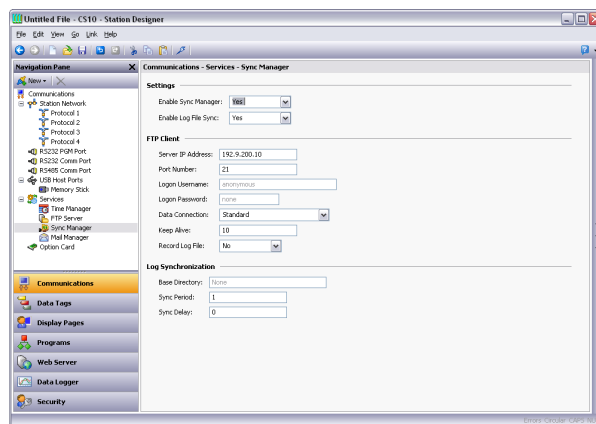 Untitled File - CS10 - Station Designer
File Edit View Go Link Help
Navigation Pane
New
Communications
Station Network
Protocol 1
Protocol 2
Protocol 3
Protocol 4
RS232 PGM Port
RS232 Comm Port
RS485 Comm Port
USB Host Ports
Memory Stick
Services
Time Manager
FTP Server
Sync Manager
Mail Manager
Option Card
Communications
Data Tags
Display Pages
Programs
Web Server
Data Logger
Security
Communications - Services - Sync Manager
Settings
Enable Sync Manager: Yes
Enable Log File Sync: Yes
FTP Client
Server IP Address: 192.9.200.10
Port Number: 21
Logon Username: anonymous
Logon Password: none
Data Connection: Standard
Keep Alive: 10
Record Log File: No
Log Synchronization
Base Directory: None
Sync Period: 1
Sync Delay: 0
Errors Circular CAPS